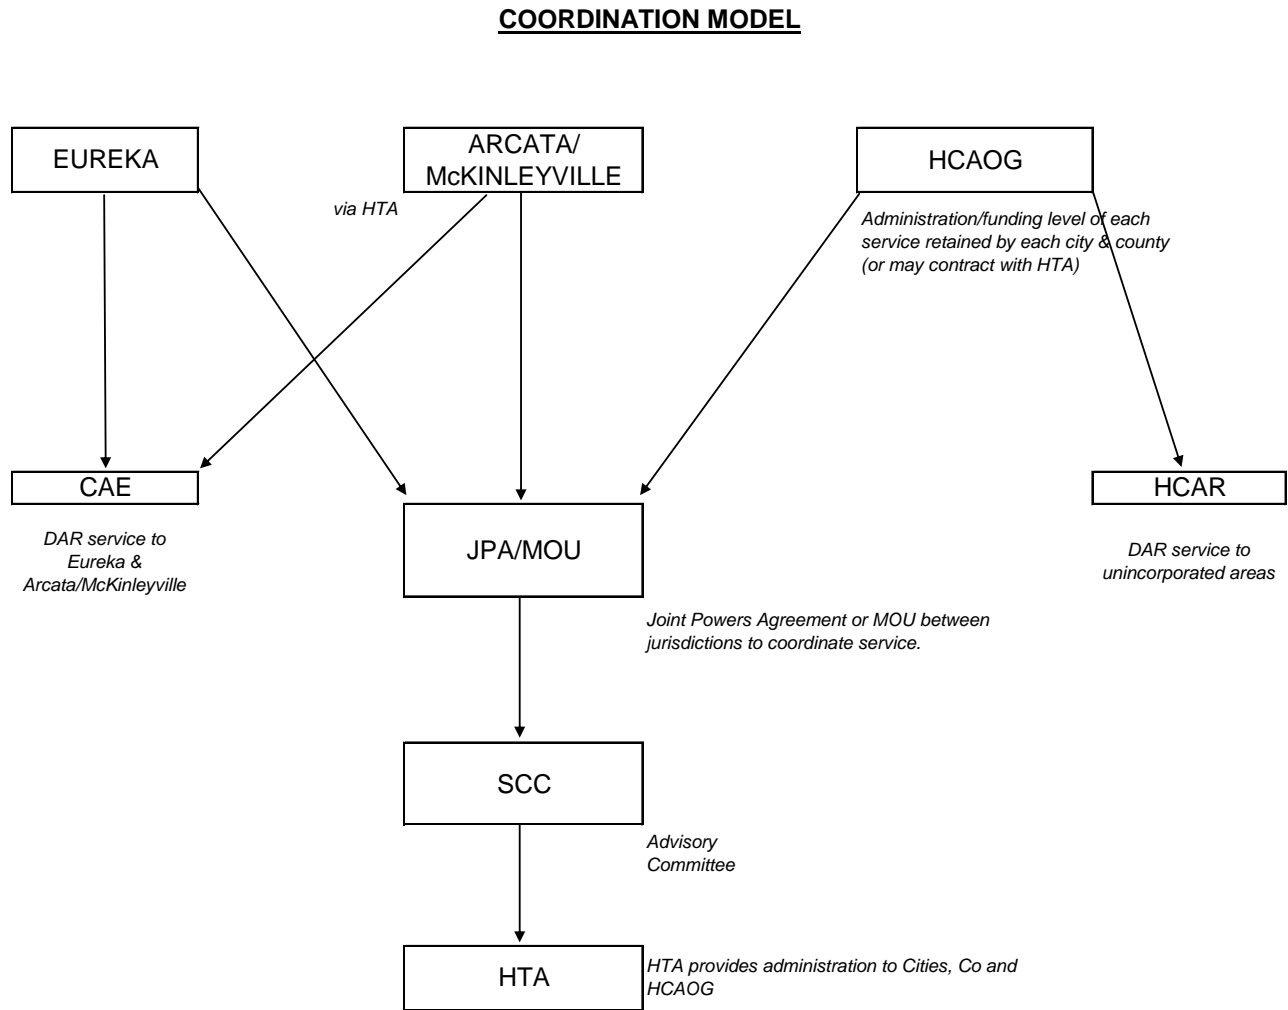 COORDINATION MODEL
EUREKA
ARCATA/
McKINLEYVILLE
HCAOG
via HTA
Administration/funding level of each
service retained by each city & county
(or may contract with HTA)
CAE
HCAR
DAR service to
Eureka &
Arcata/McKinleyville
JPA/MOU
DAR service to
unincorporated areas
Joint Powers Agreement or MOU between
jurisdictions to coordinate service.
SCC
Advisory
Committee
HTA
HTA provides administration to Cities, Co and
HCAOG